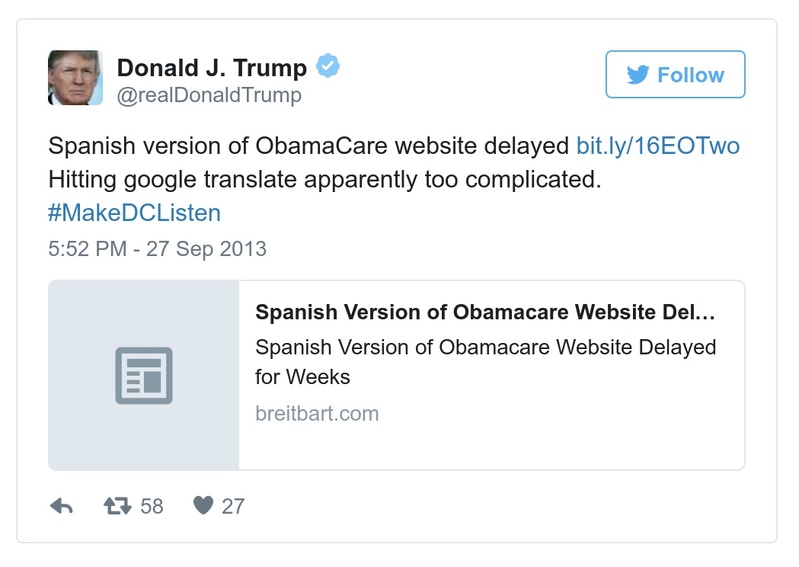 Donald J. Trump
@realDonaldTrump
Follow
Spanish version of ObamaCare website delayed bit.ly/16EOTwo
Hitting google translate apparently too complicated.
#MakeDCListen
5:52 PM - 27 Sep 2013
Spanish Version of Obamacare Website Del...
Spanish Version of Obamacare Website Delayed
for Weeks
breitbart.com
58
27